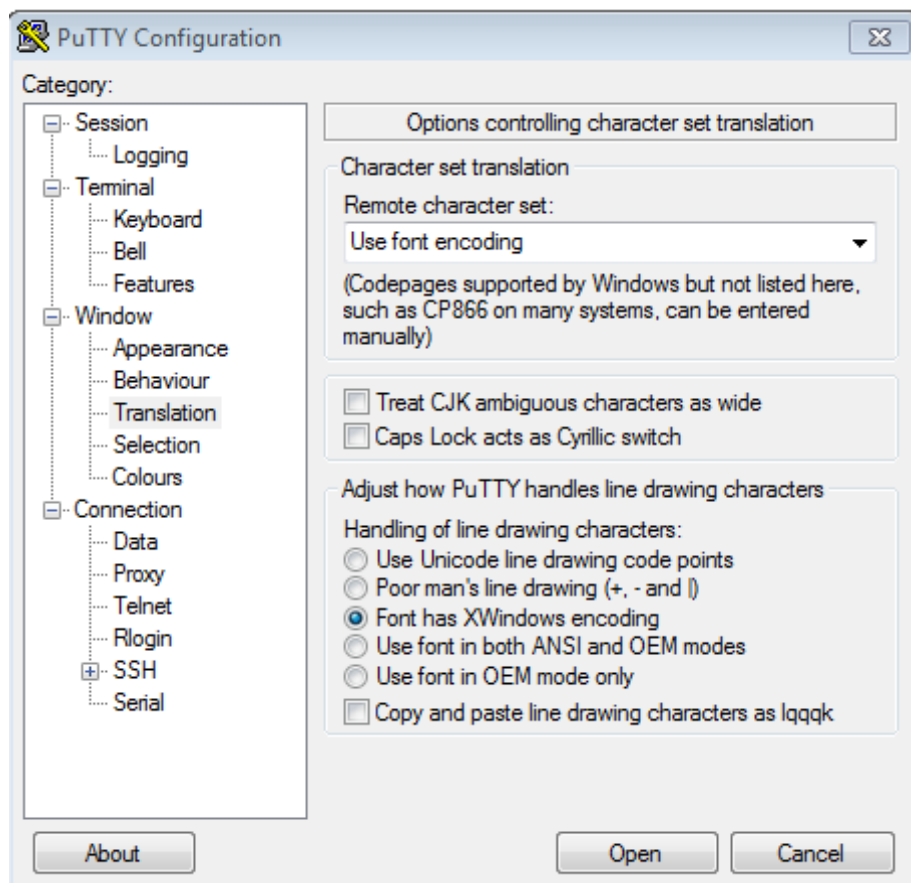 PuTTY Configuration
Category:
Session
Logging
Terminal
Keyboard
Bell
Features
Window
Appearance
Behaviour
Translation
Selection
Colours
Connection
Data
Proxy
Telnet
Rlogin
SSH
Serial
Options controlling character set translation
Character set translation
Remote character set:
Use font encoding
(Codepages supported by Windows but not listed here,
such as CP866 on many systems, can be entered
manually)
Treat CJK ambiguous characters as wide
Caps Lock acts as Cyrillic switch
Adjust how PuTTY handles line drawing characters
Handling of line drawing characters:
Use Unicode line drawing code points
Poor man's line drawing (+, - and |)
Font has XWindows encoding
Use font in both ANSI and OEM modes
Use font in OEM mode only
Copy and paste line drawing characters as lqqqk
About
Open
Cancel